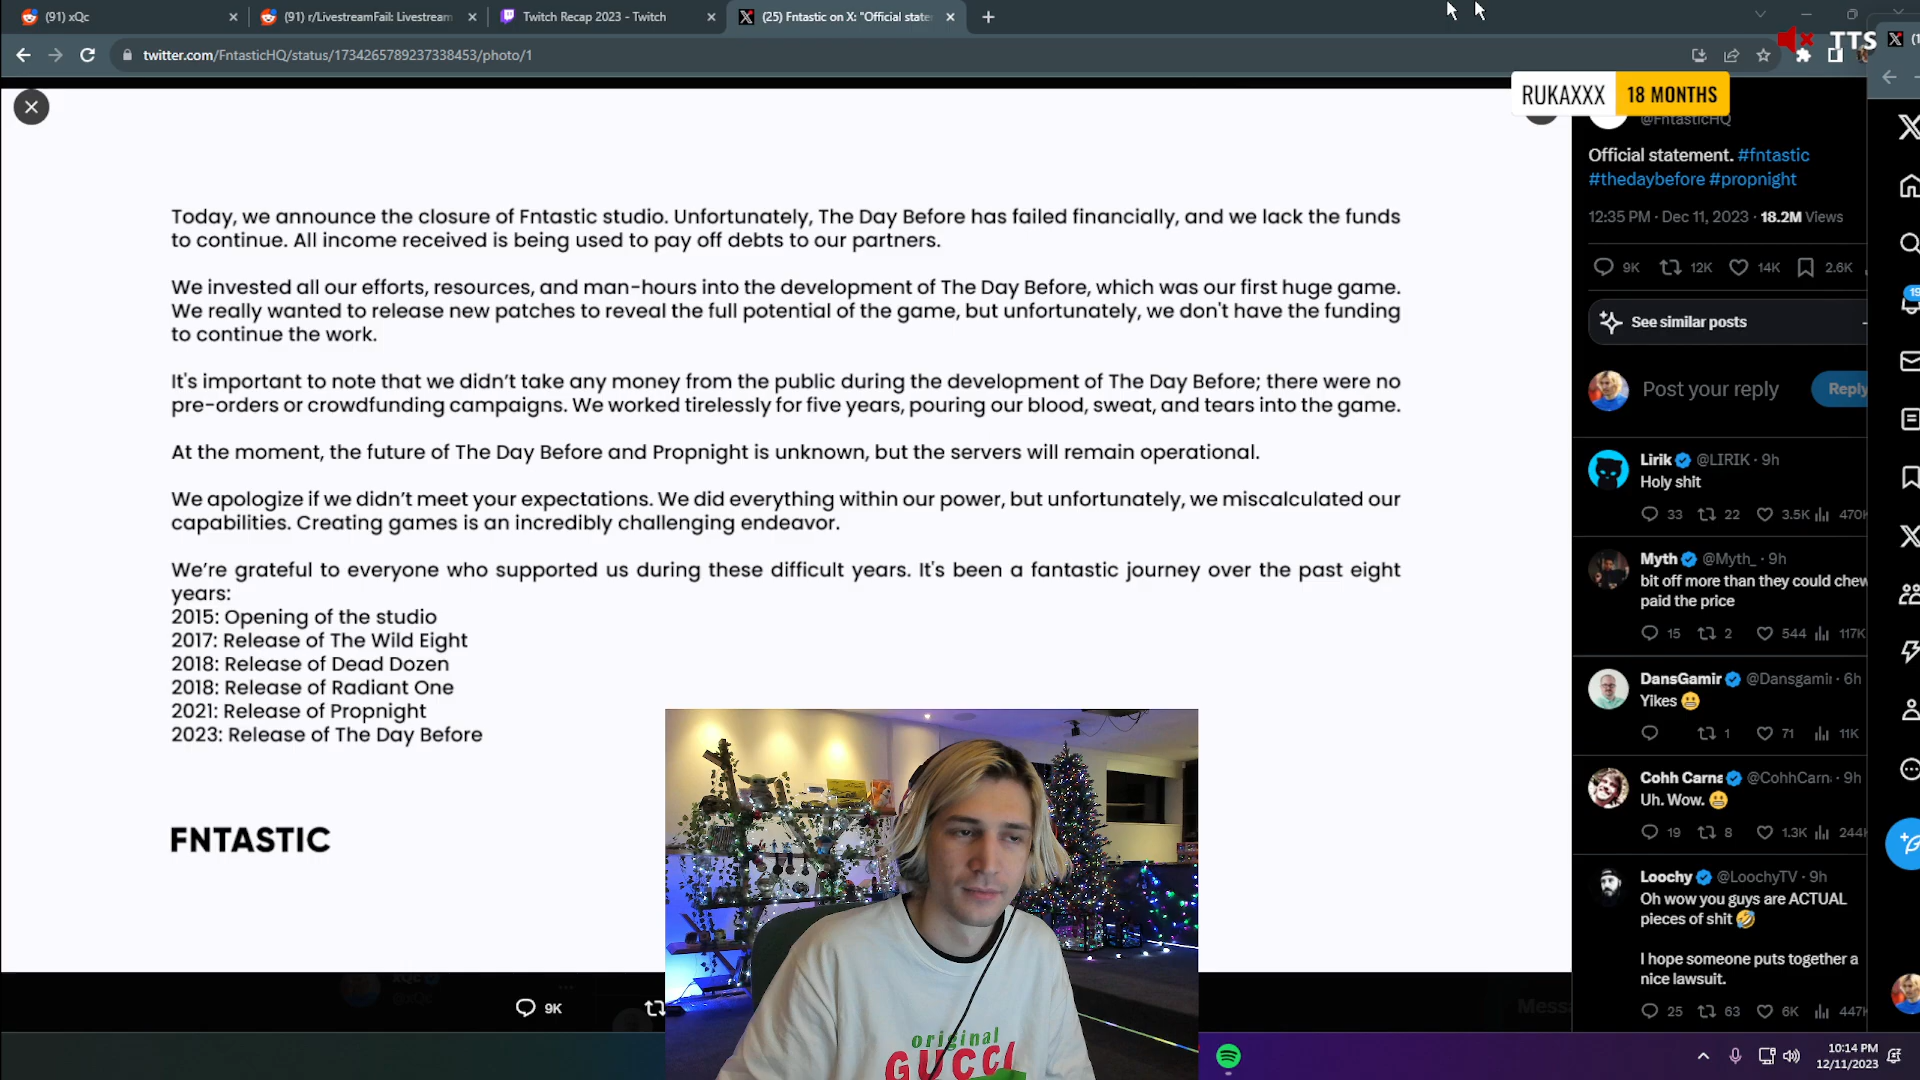 (91) xQc
(91) r/LivestreamFail: Livestream
Twitch Recap 2023 - Twitch
(25) Fntastic on X: "Official state
twitter.com/FntasticHQ/status/1734265789237338453/photo/1
TTS
RUKAXXX 18 MONTHS
@FntasticHQ
Today, we announce the closure of Fntastic studio. Unfortunately, The Day Before has failed financially, and we lack the funds
to continue. All income received is being used to pay off debts to our partners.
We invested all our efforts, resources, and man-hours into the development of The Day Before, which was our first huge game.
We really wanted to release new patches to reveal the full potential of the game, but unfortunately, we don't have the funding
to continue the work.
It's important to note that we didn't take any money from the public during the development of The Day Before; there were no
pre-orders or crowdfunding campaigns. We worked tirelessly for five years, pouring our blood, sweat, and tears into the game.
At the moment, the future of The Day Before and Propnight is unknown, but the servers will remain operational.
We apologize if we didn't meet your expectations. We did everything within our power, but unfortunately, we miscalculated our
capabilities. Creating games is an incredibly challenging endeavor.
We're grateful to everyone who supported us during these difficult years. It's been a fantastic journey over the past eight
years:
2015: Opening of the studio
2017: Release of The Wild Eight
2018: Release of Dead Dozen
2018: Release of Radiant One
2021: Release of Propnight
2023: Release of The Day Before
FNTASTIC
9K
Official statement. #fntastic
#thedaybefore #propnight
12:35 PM · Dec 11, 2023 · 18.2M Views
9K 12K 14K 2.6K
See similar posts
Post your reply
Reply
Lirik @LIRIK · 9h
Holy shit
33 22 3.5K 470K
Myth @Myth_ · 9h
bit off more than they could chew
paid the price
15 2 544 117K
DansGamin @Dansgamin · 6h
Yikes 😬
1 71 11K
Cohh Carna @CohhCarn · 9h
Uh. Wow. 😬
19 8 1.3K 244K
Loochy @LoochyTV · 9h
Oh wow you guys are ACTUAL
pieces of shit 🤣
I hope someone puts together a
nice lawsuit.
25 63 6K 447K
original
GUCCI
10:14 PM
12/11/2023